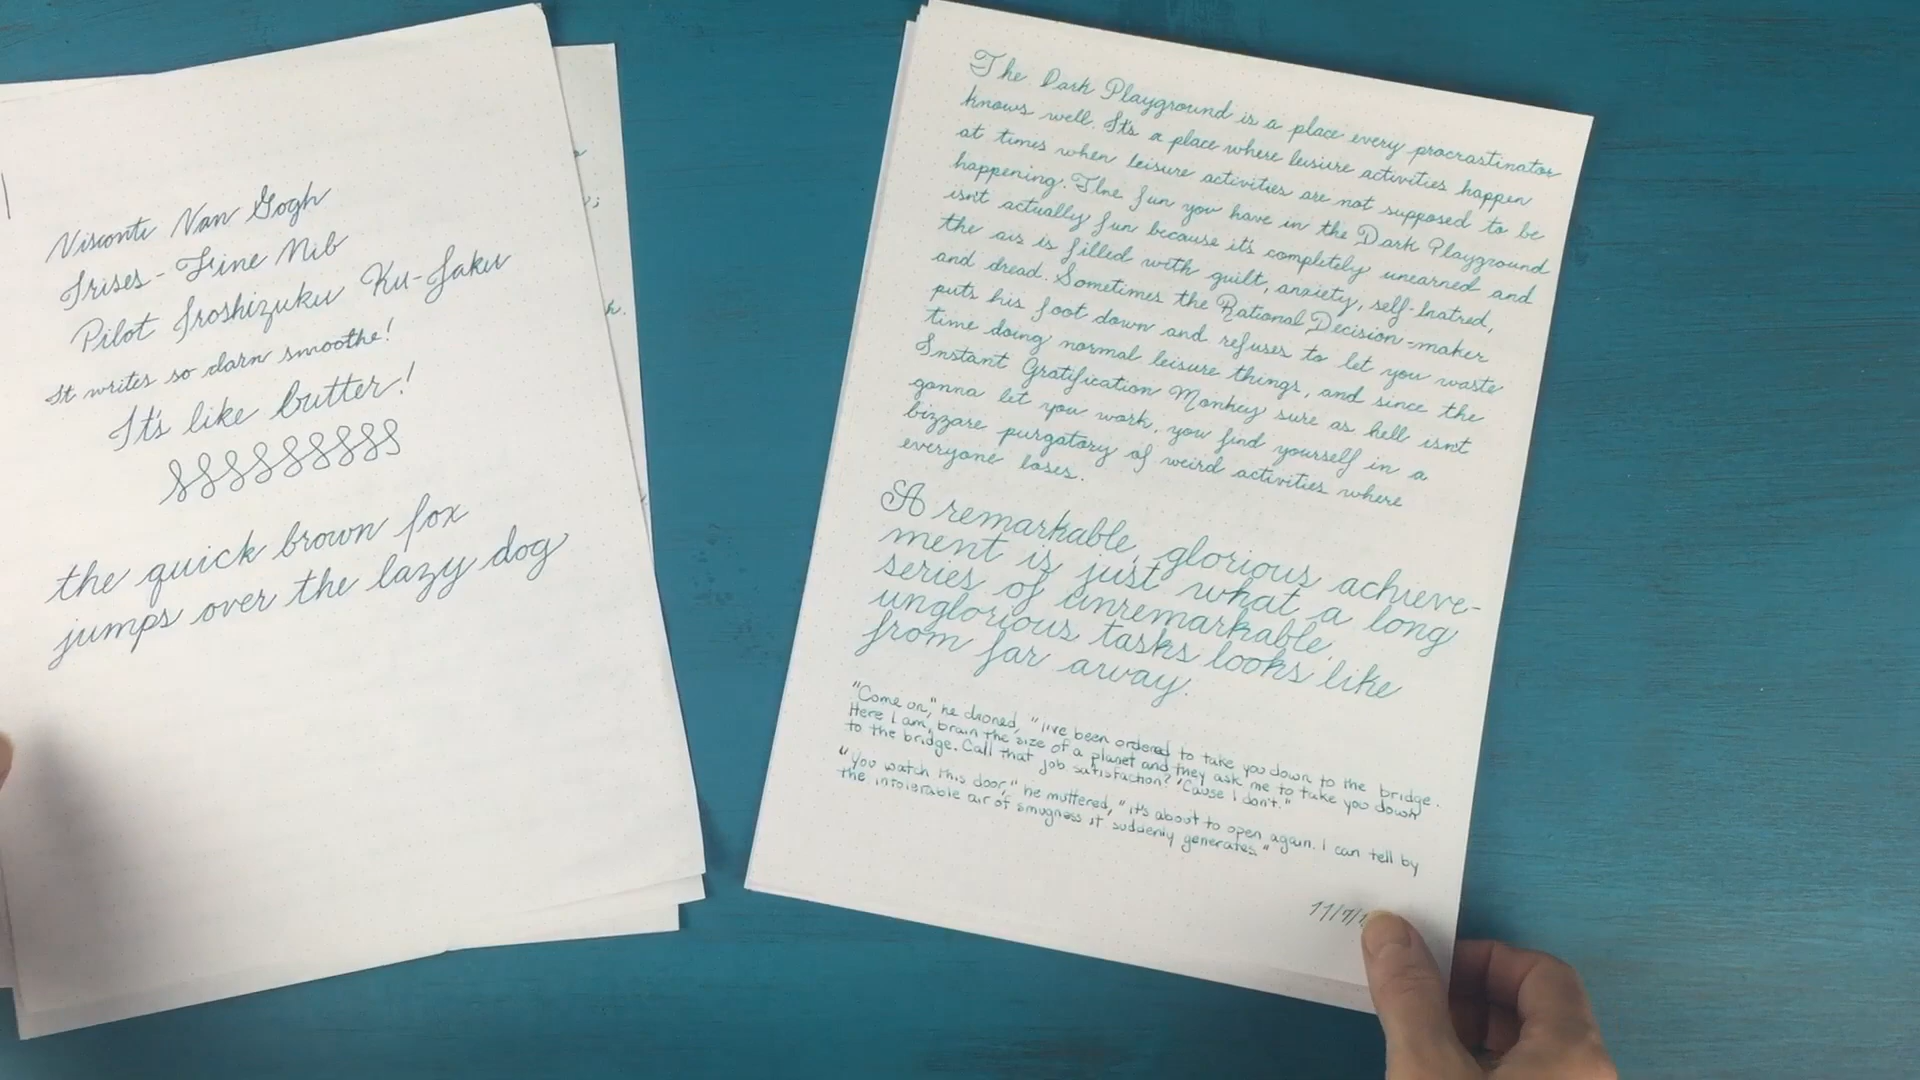 Visconti Van Gogh
Irises - Fine Nib
Pilot Iroshizuku Ku-Jaku
It writes so darn smoothe!
It's like butter!
the quick brown fox
jumps over the lazy dog
h.
The Dark Playground is a place every procrastinator
knows well. It's a place where leisure activities happen
at times when leisure activities are not supposed to be
happening. The fun you have in the Dark Playground
isn't actually fun because it's completely unearned and
the air is filled with guilt, anxiety, self-hatred,
and dread. Sometimes the Rational Decision-maker
puts his foot down and refuses to let you waste
time doing normal leisure things, and since the
Instant Gratification Monkey sure as hell isn't
gonna let you work, you find yourself in a
bizzare purgatory of weird activities where
everyone loses.
A remarkable, glorious achieve-
ment is just what a long
series of unremarkable,
unglorious tasks looks like
from far away.
"Come on," he droned, "I've been ordered to take you down to the bridge.
Here I am, brain the size of a planet and they ask me to take you down
to the bridge. Call that job satisfaction? 'Cause I don't."
"You watch this door," he muttered, "it's about to open again. I can tell by
the intolerable air of smugness it suddenly generates."
11/7/